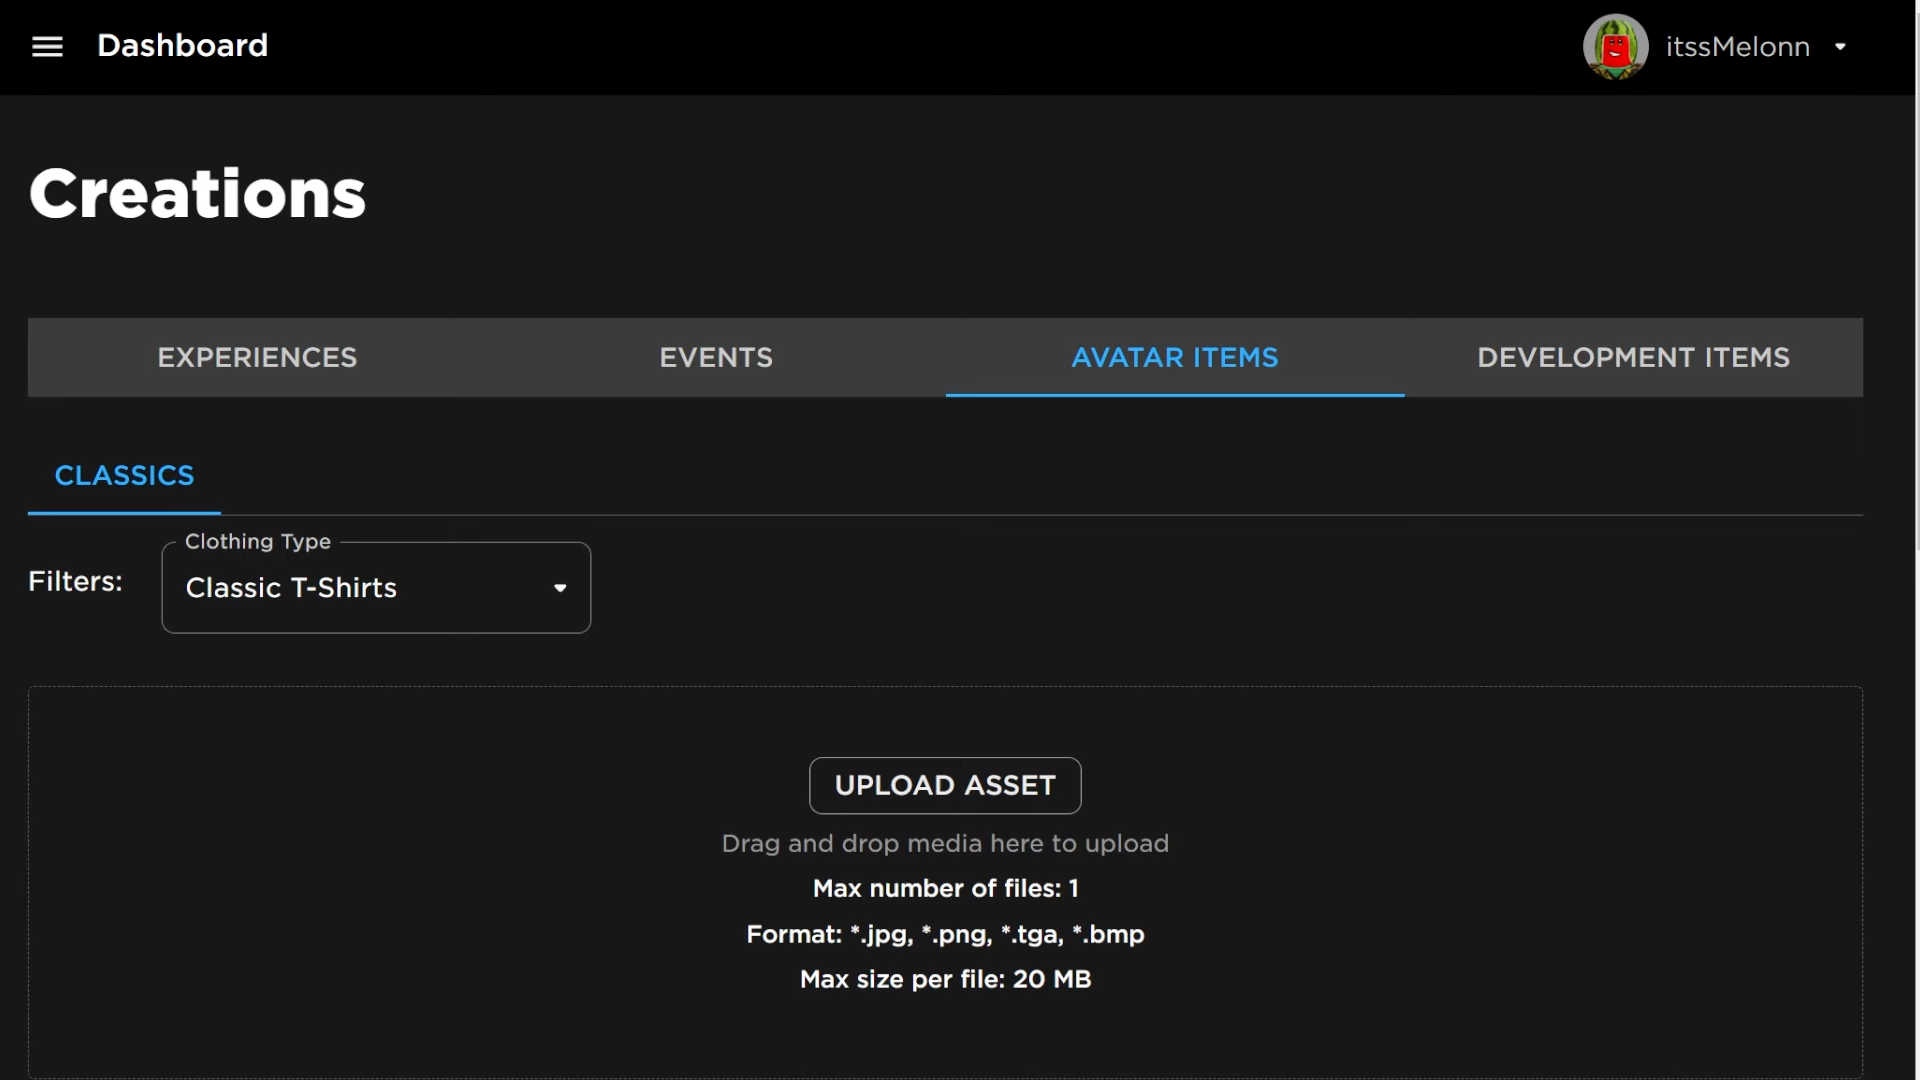 Dashboard
itssMelonn
Creations
EXPERIENCES
EVENTS
AVATAR ITEMS
DEVELOPMENT ITEMS
CLASSICS
Filters:
Clothing Type
Classic T-Shirts
UPLOAD ASSET
Drag and drop media here to upload
Max number of files: 1
Format: *.jpg, *.png, *.tga, *.bmp
Max size per file: 20 MB